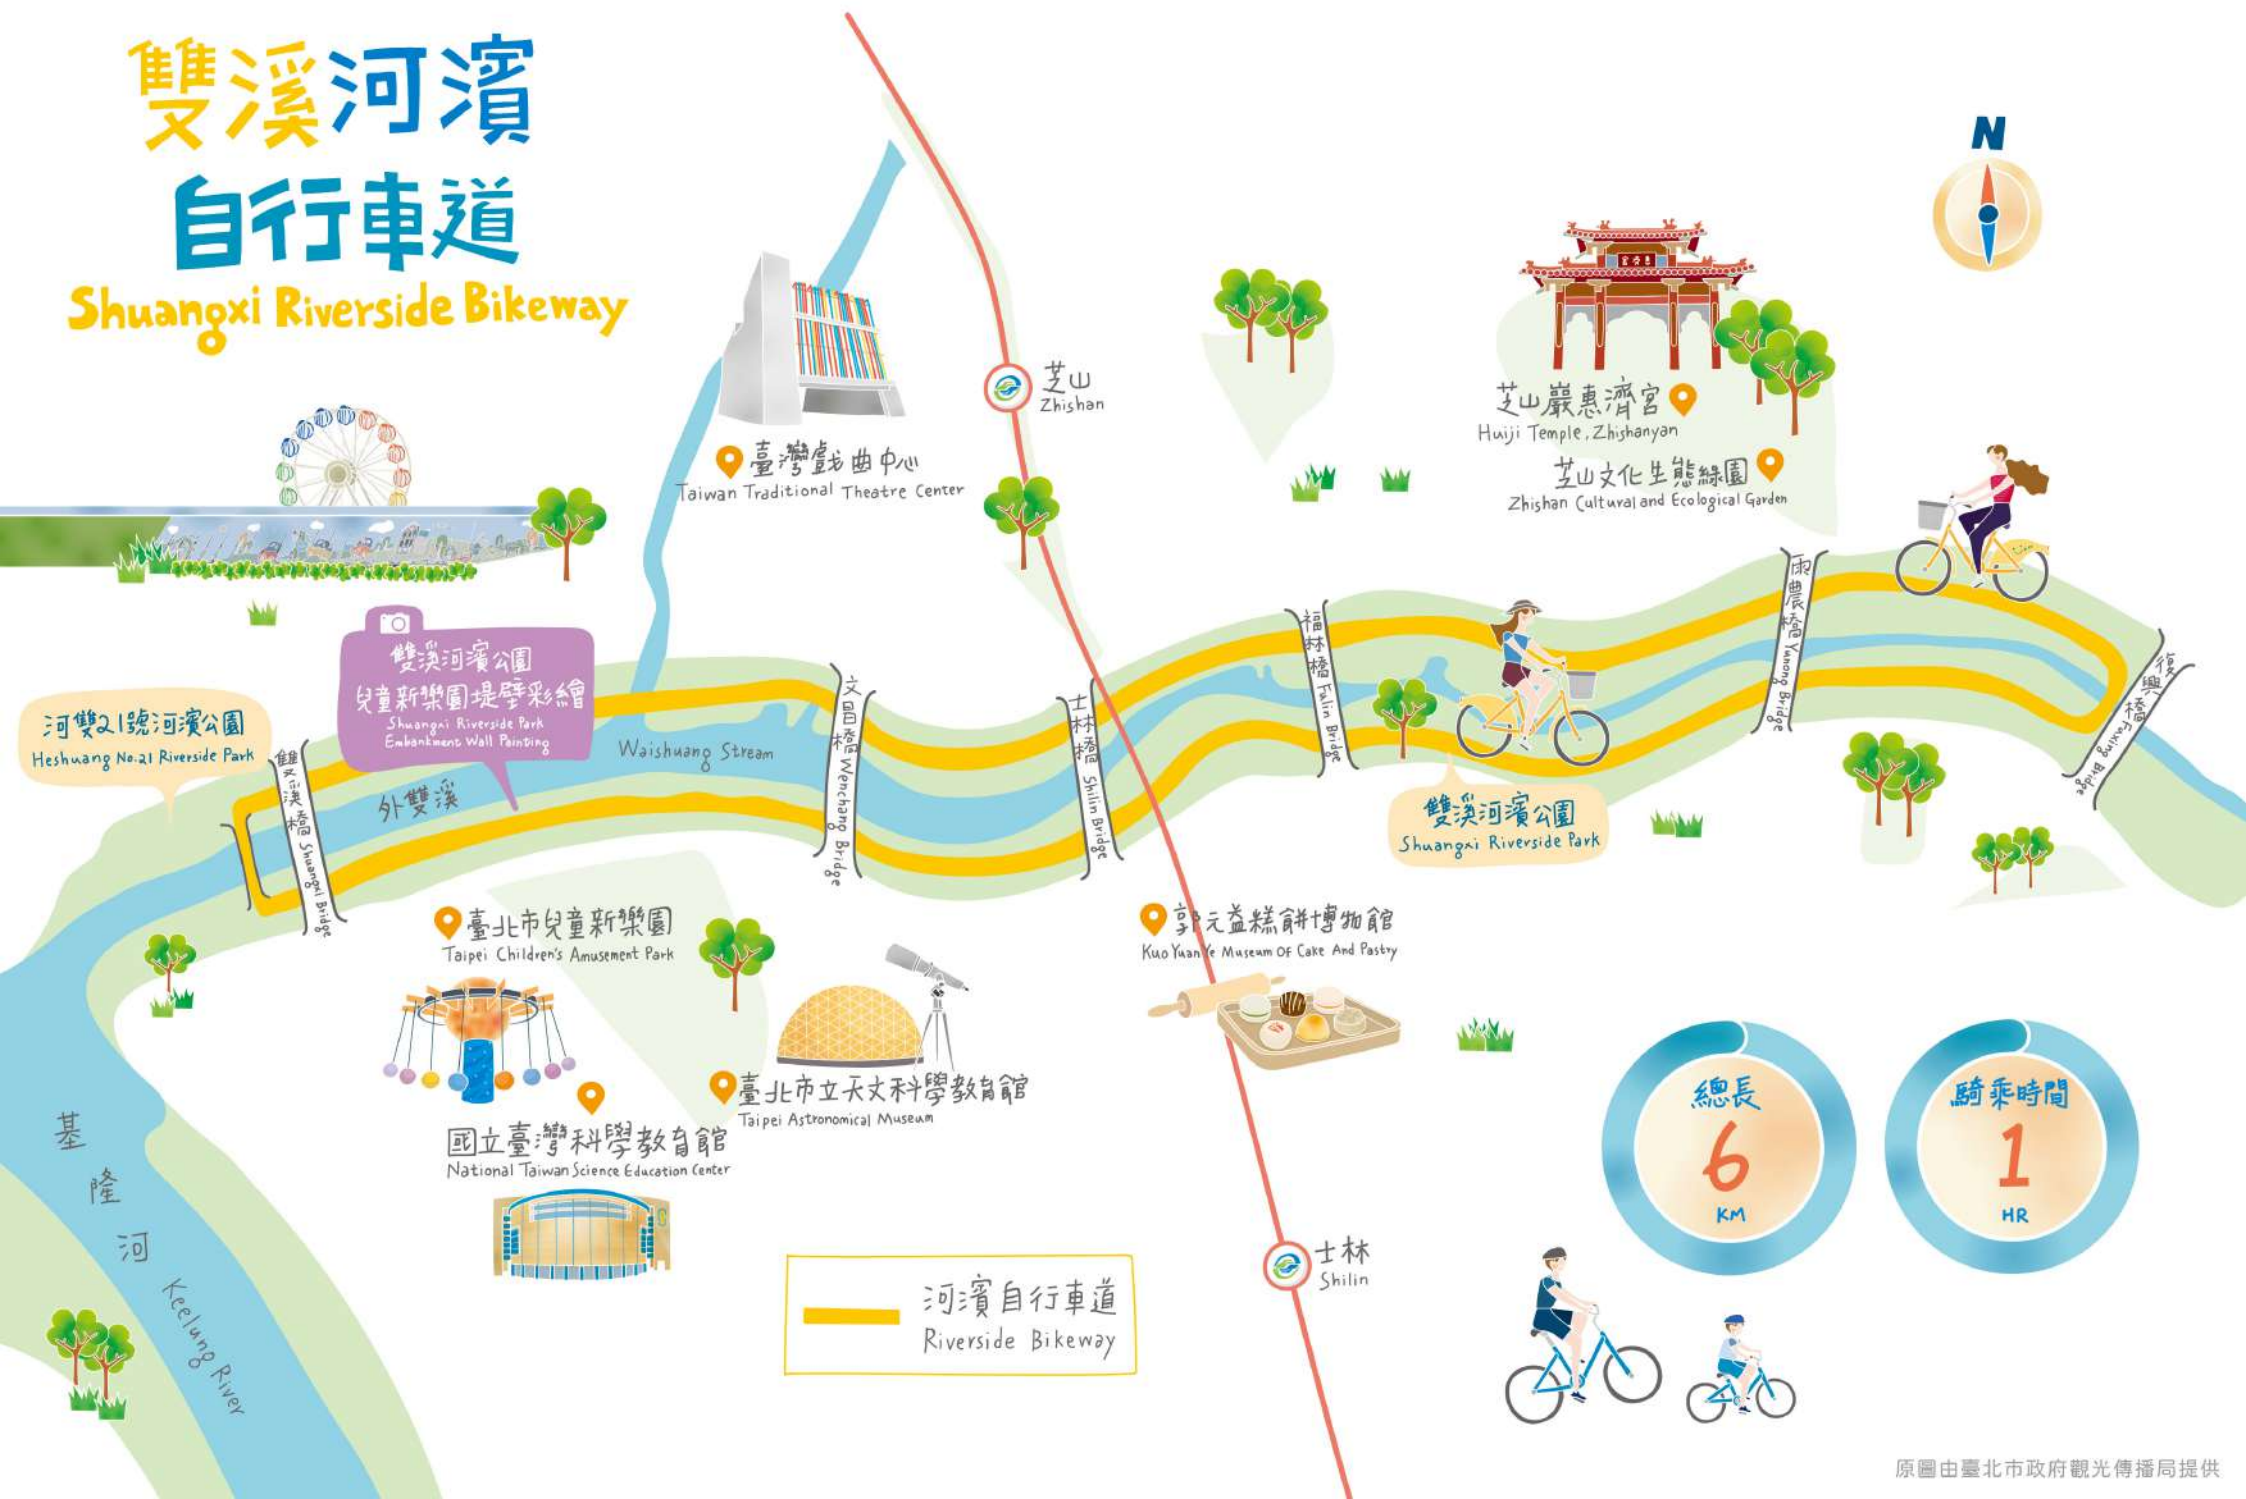 雙溪河濱
自行車道
Shuangxi Riverside Bikeway
N
芝山
Zhishan
臺灣戲曲中心
Taiwan Traditional Theatre Center
惠濟宮
芝山巖惠濟宮
Huiji Temple, Zhishanyan
芝山文化生態綠園
Zhishan Cultural and Ecological Garden
雙溪河濱公園
兒童新樂園堤壁彩繪
Shuangxi Riverside Park
Embankment Wall Painting
河雙21號河濱公園
Heshuang No.21 Riverside Park
雙溪橋 Shuangxi Bridge
外雙溪
Waishuang Stream
文昌橋 Wenchang Bridge
士林橋 Shilin Bridge
福林橋 Fulin Bridge
雨農橋 Yunong Bridge
復興橋 Fuxing Bridge
雙溪河濱公園
Shuangxi Riverside Park
臺北市兒童新樂園
Taipei Children's Amusement Park
郭元益糕餅博物館
Kuo Yuan Ye Museum Of Cake And Pastry
臺北市立天文科學教育館
Taipei Astronomical Museum
國立臺灣科學教育館
National Taiwan Science Education Center
基隆河 Keelung River
士林
Shilin
河濱自行車道
Riverside Bikeway
總長
6
KM
騎乘時間
1
HR
原圖由臺北市政府觀光傳播局提供